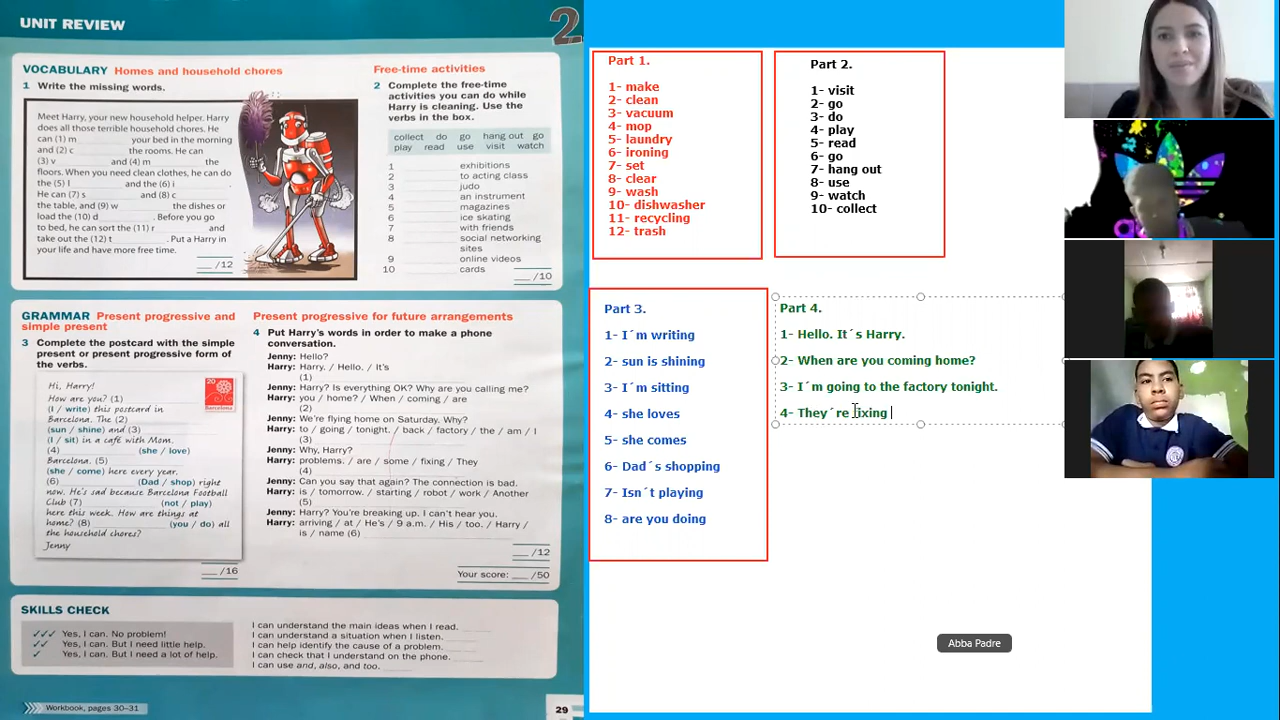 UNIT REVIEW
2
VOCABULARY Homes and household chores
1 Write the missing words.
Meet Harry, your new household helper. Harry
does all those terrible household chores. He
can (1) m your bed in the morning
and (2) c the rooms. He can
(3) v and (4) m the
floors. When you need clean clothes, he can do
the (5) l and the (6) i .
He can (7) s and (8) c
the table, and (9) w the dishes or
load the (10) d . Before you go
to bed, he can sort the (11) r and
take out the (12) t . Put a Harry in
your life and have more free time.
/12
Free-time activities
2 Complete the free-time
activities you can do while
Harry is cleaning. Use the
verbs in the box.
collect do go hang out go
play read use visit watch
1 exhibitions
2 to acting class
3 judo
4 an instrument
5 magazines
6 ice skating
7 with friends
8 social networking
sites
9 online videos
10 cards
/10
GRAMMAR Present progressive and
simple present
3 Complete the postcard with the simple
present or present progressive form of
the verbs.
Hi, Harry!
How are you? (1)
(I / write) this postcard in
Barcelona. The (2)
(sun / shine) and (3)
(I / sit) in a café with Mom.
(4) (she / love)
Barcelona. (5)
(she / come) here every year.
(6) (Dad / shop) right
now. He's sad because Barcelona Football
Club (7) (not / play)
here this week. How are things at
home? (8) (you / do) all
the household chores?
Jenny
20
Barcelona
/16
Present progressive for future arrangements
4 Put Harry's words in order to make a phone
conversation.
Jenny: Hello?
Harry: Harry. / Hello. / It's
(1)
Jenny: Harry? Is everything OK? Why are you calling me?
Harry: you / home? / When / coming / are
(2)
Jenny: We're flying home on Saturday. Why?
Harry: to / going / tonight. / back / factory / the / am / I
(3)
Jenny: Why, Harry?
Harry: problems. / are / some / fixing / They
(4)
Jenny: Can you say that again? The connection is bad.
Harry: is / tomorrow. / starting / robot / work / Another
(5)
Jenny: Harry? You're breaking up. I can't hear you.
Harry: arriving / at / He's / 9 a.m. / His / too. / Harry /
is / name (6)
/12
Your score: /50
SKILLS CHECK
✓✓✓ Yes, I can. No problem!
✓✓ Yes, I can. But I need little help.
✓ Yes, I can. But I need a lot of help.
I can understand the main ideas when I read.
I can understand a situation when I listen.
I can help identify the cause of a problem.
I can check that I understand on the phone.
I can use and, also, and too.
Workbook, pages 30–31
29
Part 1.
1- make
2- clean
3- vacuum
4- mop
5- laundry
6- ironing
7- set
8- clear
9- wash
10- dishwasher
11- recycling
12- trash
Part 2.
1- visit
2- go
3- do
4- play
5- read
6- go
7- hang out
8- use
9- watch
10- collect
Part 3.
1- I´m writing
2- sun is shining
3- I´m sitting
4- she loves
5- she comes
6- Dad´s shopping
7- Isn´t playing
8- are you doing
Part 4.
1- Hello. It´s Harry.
2- When are you coming home?
3- I´m going to the factory tonight.
4- They´re fixing
Abba Padre